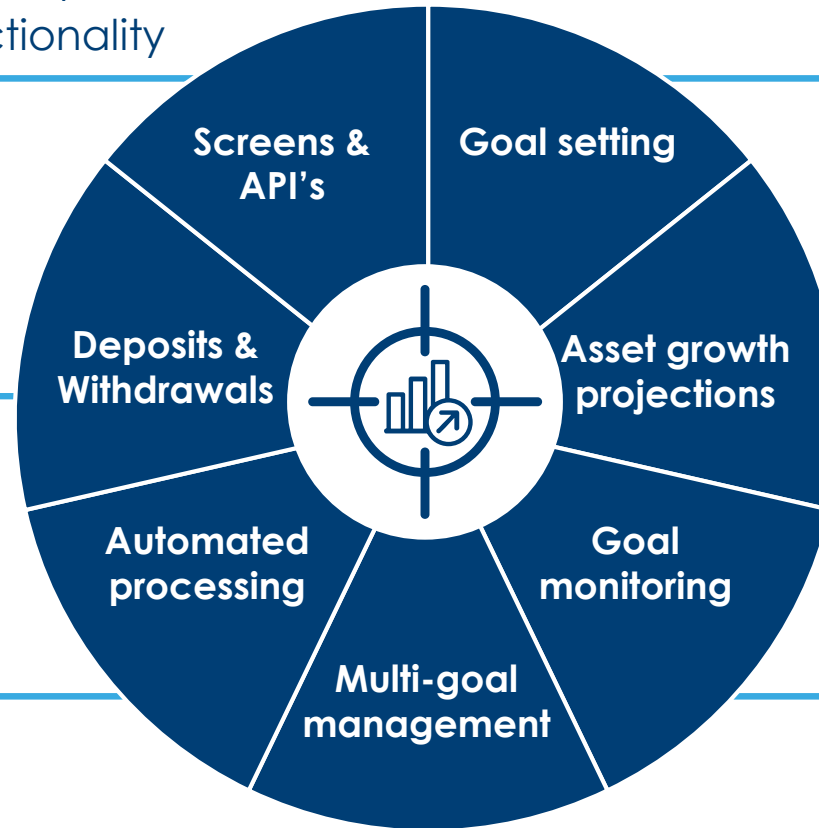 ctionality
Screens &
API's
Goal setting
Deposits &
Withdrawals
Asset growth
projections
Automated
processing
Goal
monitoring
Multi-goal
management